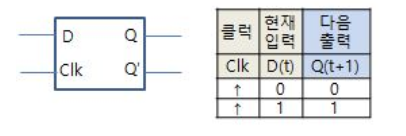 D Q
Clk Q'
클럭 현재 입력 다음 출력
Clk D(t) Q(t+1)
↑ 0 0
↑ 1 1